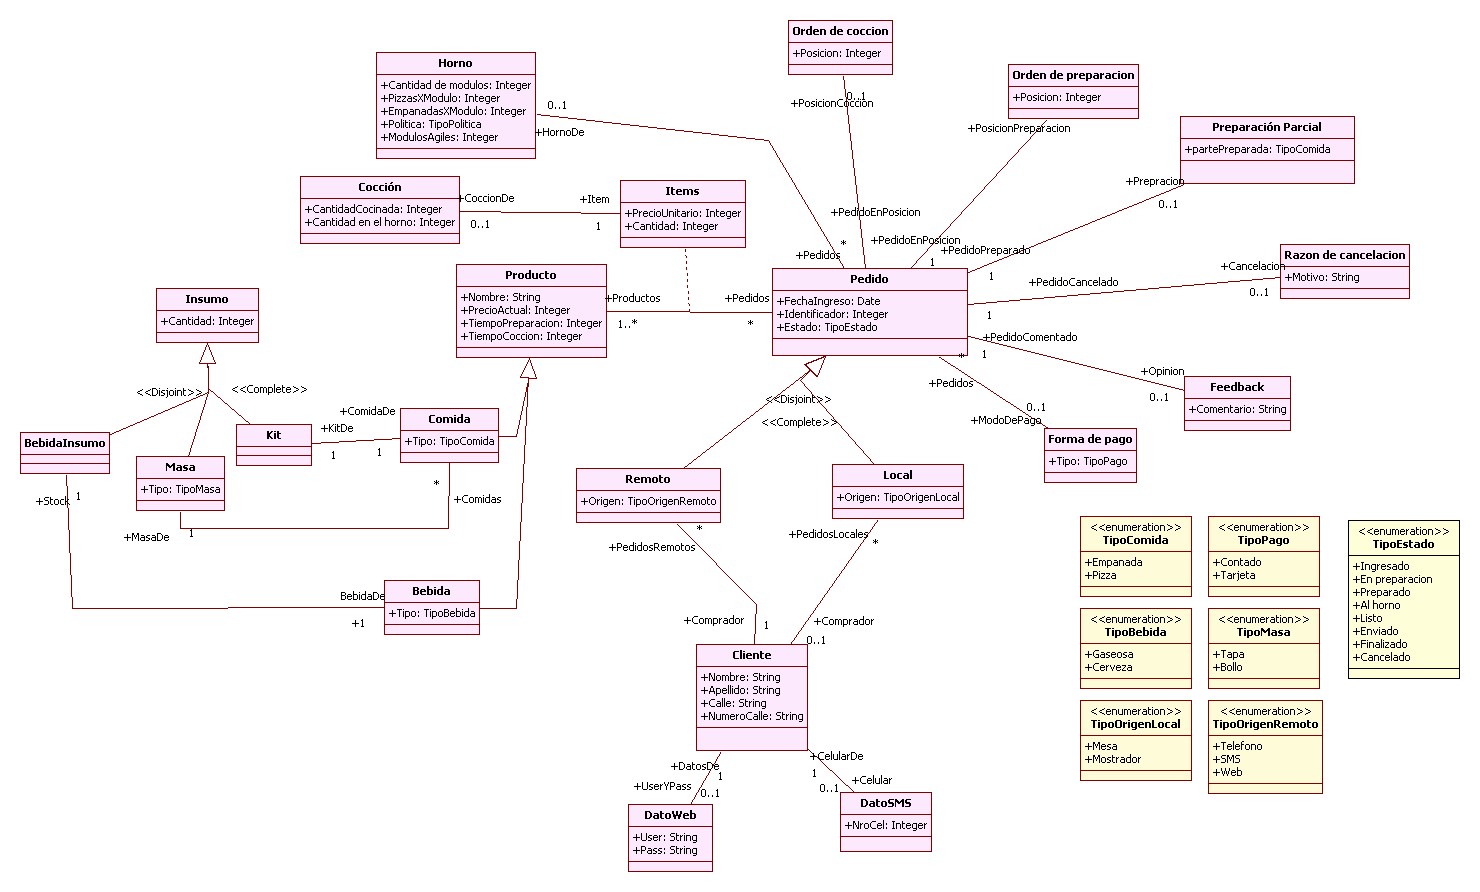 Orden de coccion
+Posicion: Integer
0..1
+PosicionCoccion
+PedidoEnPosicion
Orden de preparacion
+Posicion: Integer
+PosicionPreparacion
+PedidoEnPosicion
1
Horno
+Cantidad de modulos: Integer
+PizzasXModulo: Integer
+EmpanadasXModulo: Integer
+Politica: TipoPolitica
+ModulosAgiles: Integer
0..1
+HornoDe
*
+Pedidos
Preparación Parcial
+partePreparada: TipoComida
+Prepracion
0..1
+PedidoPreparado
1
Cocción
+CantidadCocinada: Integer
+Cantidad en el horno: Integer
+CoccionDe
0..1
+Item
1
Items
+PrecioUnitario: Integer
+Cantidad: Integer
Razon de cancelacion
+Motivo: String
+Cancelacion
0..1
+PedidoCancelado
1
Producto
+Nombre: String
+PrecioActual: Integer
+TiempoPreparacion: Integer
+TiempoCoccion: Integer
+Productos
1..*
+Pedidos
*
Pedido
+FechaIngreso: Date
+Identificador: Integer
+Estado: TipoEstado
+PedidoComentado
1
+Opinion
0..1
Feedback
+Comentario: String
*
+Pedidos
0..1
+ModoDePago
Forma de pago
+Tipo: TipoPago
Insumo
+Cantidad: Integer
<<Disjoint>>
<<Complete>>
BebidaInsumo
Masa
+Tipo: TipoMasa
Kit
+KitDe
1
+ComidaDe
1
Comida
+Tipo: TipoComida
*
+Comidas
+MasaDe
1
+Stock
1
BebidaDe
+1
Bebida
+Tipo: TipoBebida
<<Disjoint>>
<<Complete>>
Remoto
+Origen: TipoOrigenRemoto
*
+PedidosRemotos
Local
+Origen: TipoOrigenLocal
+PedidosLocales
*
+Comprador
1
+Comprador
0..1
Cliente
+Nombre: String
+Apellido: String
+Calle: String
+NumeroCalle: String
+DatosDe
1
+UserYPass
0..1
+CelularDe
1
+Celular
0..1
DatoWeb
+User: String
+Pass: String
DatoSMS
+NroCel: Integer
<<enumeration>>
TipoComida
+Empanada
+Pizza
<<enumeration>>
TipoPago
+Contado
+Tarjeta
<<enumeration>>
TipoEstado
+Ingresado
+En preparacion
+Preparado
+Al horno
+Listo
+Enviado
+Finalizado
+Cancelado
<<enumeration>>
TipoBebida
+Gaseosa
+Cerveza
<<enumeration>>
TipoMasa
+Tapa
+Bollo
<<enumeration>>
TipoOrigenLocal
+Mesa
+Mostrador
<<enumeration>>
TipoOrigenRemoto
+Telefono
+SMS
+Web